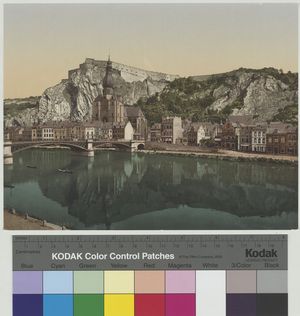 KODAK Color Control Patches
Kodak
Blue Cyan Green Yellow Red Magenta White 3/Color Black